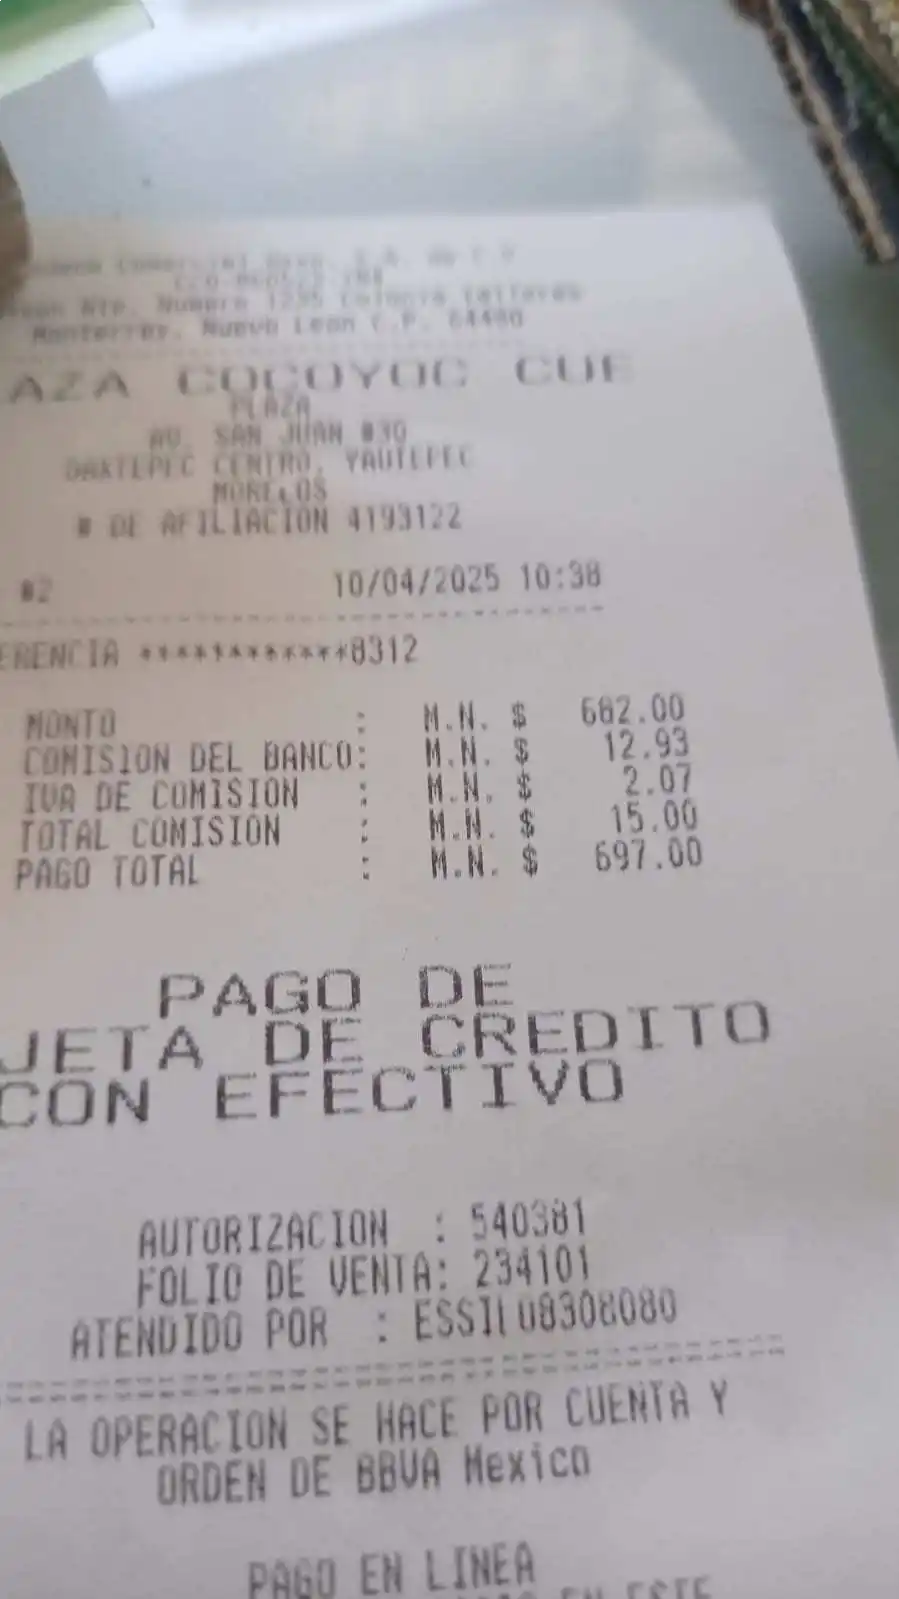 Monterrey, Nuevo Leon C.P. 64480
AZA COCOYOC CUE
PLAZA
AV. SAN JUAN #30
OAXTEPEC CENTRO, YAUTEPEC
MORELOS
# DE AFILIACION 4193122
#2 10/04/2025 10:38
ERENCIA ************8312
MONTO : M.N. $ 682.00
COMISION DEL BANCO: M.N. $ 12.93
IVA DE COMISION : M.N. $ 2.07
TOTAL COMISION : M.N. $ 15.00
PAGO TOTAL : M.N. $ 697.00
PAGO DE
JETA DE CREDITO
CON EFECTIVO
AUTORIZACION : 540381
FOLIO DE VENTA: 234101
ATENDIDO POR :
LA OPERACION SE HACE POR CUENTA Y
ORDEN DE BBVA Mexico
PAGO EN LINEA
EN ESTE